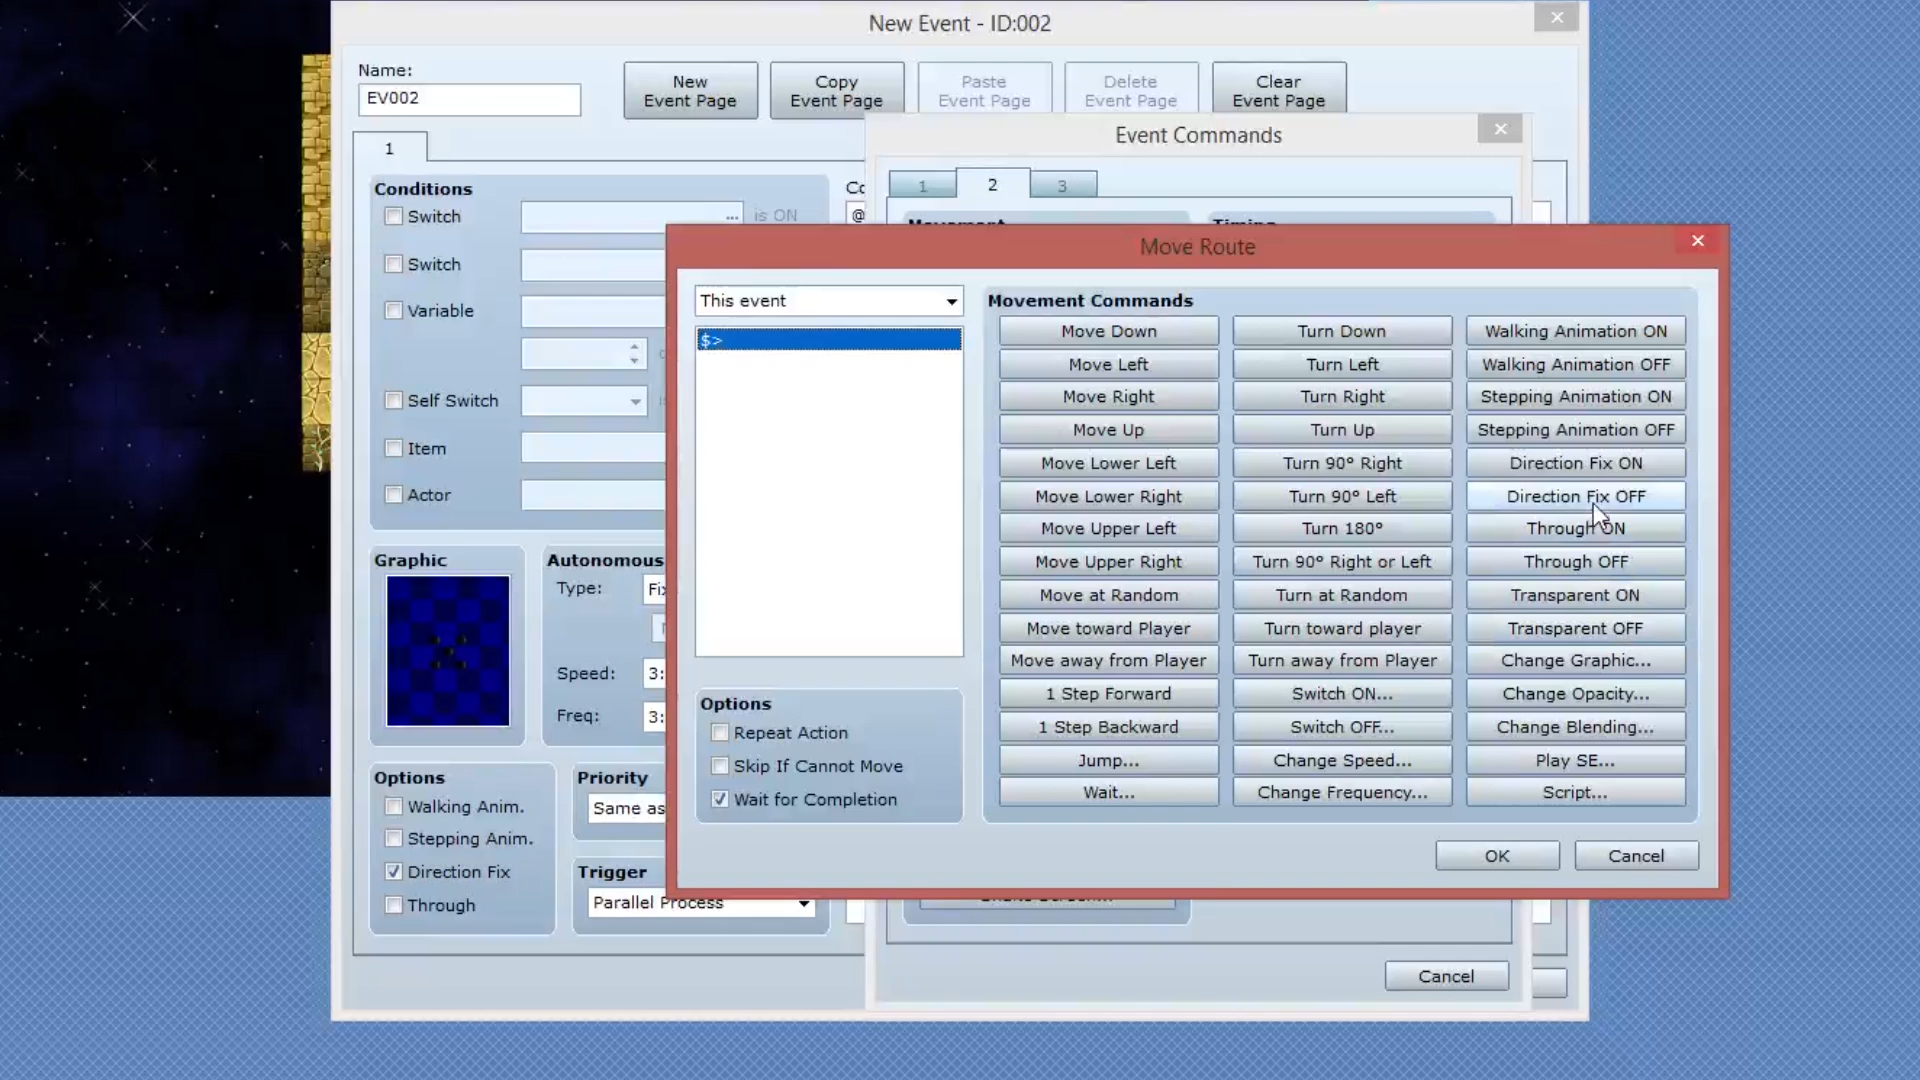 New Event - ID:002
Name:
EV002
New
Event Page
Copy
Event Page
Paste
Event Page
Delete
Event Page
Clear
Event Page
1
Conditions
Switch
...
is ON
Switch
Variable
Self Switch
Item
Actor
Graphic
Autonomous
Type:
Speed:
3:
Freq:
3:
Options
Walking Anim.
Stepping Anim.
Direction Fix
Through
Priority
Same as
Trigger
Parallel Process
@
Event Commands
1
2
3
Movement
Timing
Cancel
Move Route
This event
$>
Options
Repeat Action
Skip If Cannot Move
Wait for Completion
Movement Commands
Move Down
Move Left
Move Right
Move Up
Move Lower Left
Move Lower Right
Move Upper Left
Move Upper Right
Move at Random
Move toward Player
Move away from Player
1 Step Forward
1 Step Backward
Jump...
Wait...
Turn Down
Turn Left
Turn Right
Turn Up
Turn 90° Right
Turn 90° Left
Turn 180°
Turn 90° Right or Left
Turn at Random
Turn toward player
Turn away from Player
Switch ON...
Switch OFF...
Change Speed...
Change Frequency...
Walking Animation ON
Walking Animation OFF
Stepping Animation ON
Stepping Animation OFF
Direction Fix ON
Direction Fix OFF
Through ON
Through OFF
Transparent ON
Transparent OFF
Change Graphic...
Change Opacity...
Change Blending...
Play SE...
Script...
OK
Cancel